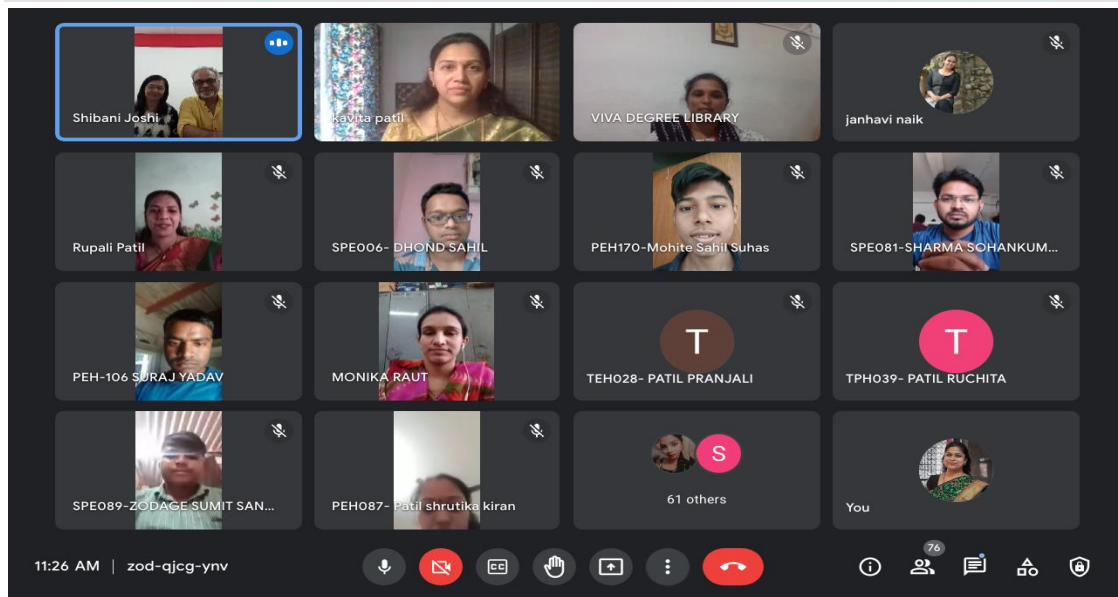 Shibani Joshi
kavita patil
VIVA DEGREE LIBRARY
janhavi naik
Rupali Patil
SPE006- DHOND SAHIL
PEH170-Mohite Sahil Suhas
SPE081-SHARMA SOHANKUM...
PEH-106 SURAJ YADAV
MONIKA RAUT
T
TEH028- PATIL PRANJALI
T
TPH039- PATIL RUCHITA
SPE089-ZODAGE SUMIT SAN...
PEH087- Patil shrutika kiran
S
61 others
You
11:26 AM | zod-qjcg-ynv
CC
76